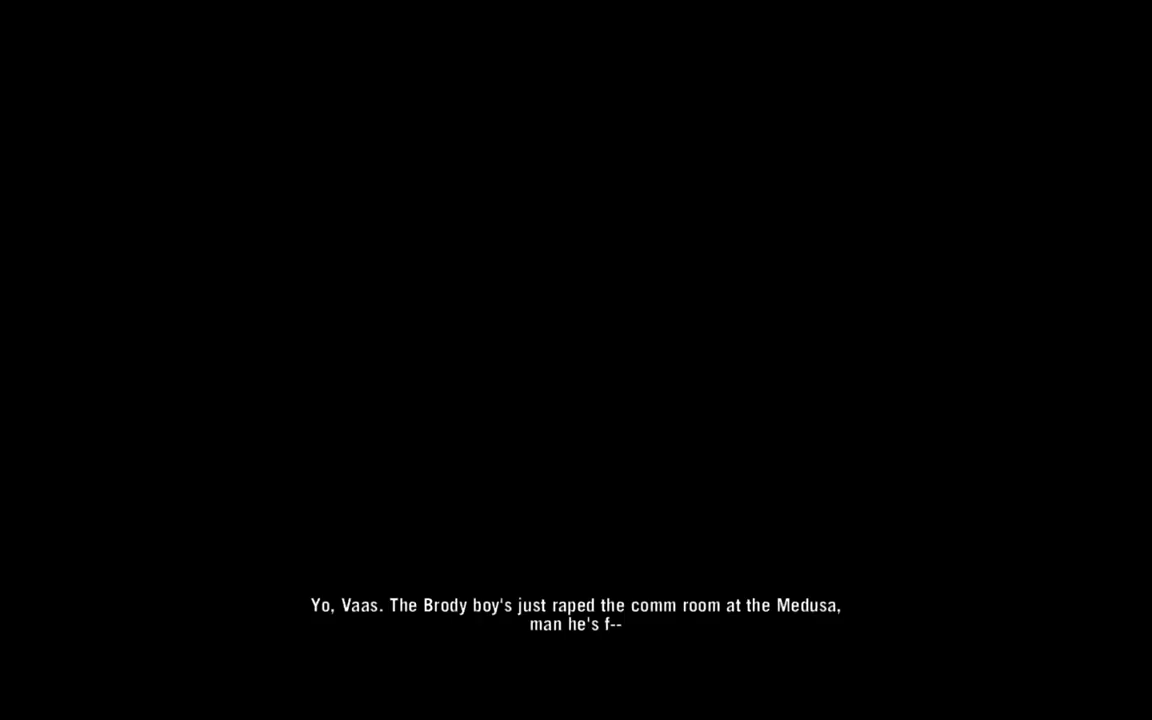 Yo, Vaas. The Brody boy's just raped the comm room at the Medusa,
man he's f--